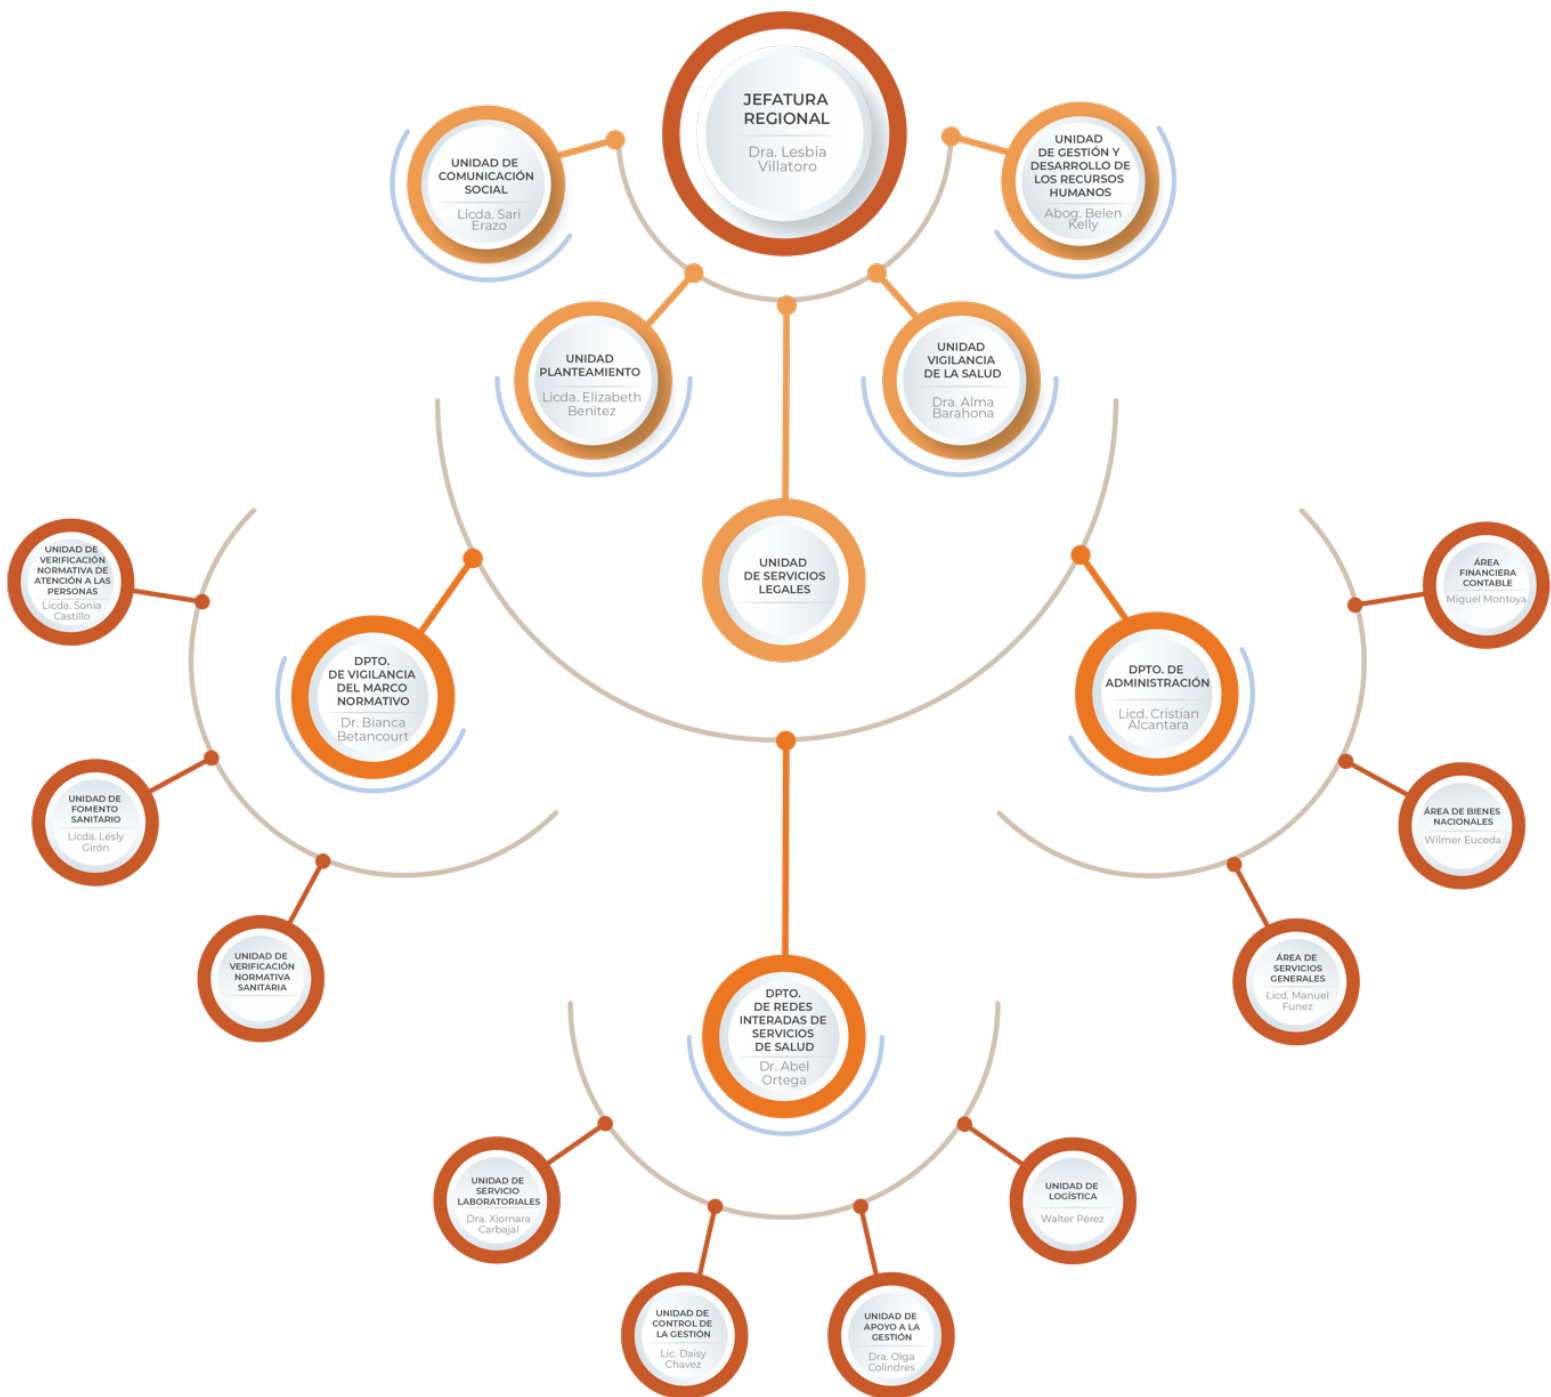 JEFATURA
REGIONAL
Dra. Lesbia
Villatoro
UNIDAD DE
COMUNICACIÓN
SOCIAL
Licda. Sari
Erazo
UNIDAD
DE GESTIÓN Y
DESARROLLO DE
LOS RECURSOS
HUMANOS
Abog. Belen
Kelly
UNIDAD
PLANTEAMIENTO
Licda. Elizabeth
Benitez
UNIDAD
VIGILANCIA
DE LA SALUD
Dra. Alma
Barahona
UNIDAD
DE SERVICIOS
LEGALES
UNIDAD DE
VERIFICACIÓN
NORMATIVA DE
ATENCIÓN A LAS
PERSONAS
Licda. Sonia
Castillo
DPTO.
DE VIGILANCIA
DEL MARCO
NORMATIVO
Dr. Bianca
Betancourt
DPTO. DE
ADMINISTRACIÓN
Licd. Cristian
Alcantara
ÁREA
FINANCIERA
CONTABLE
Miguel Montoya
UNIDAD DE
FOMENTO
SANITARIO
Licda. Lesly
Girón
ÁREA DE BIENES
NACIONALES
Wilmer Euceda
UNIDAD DE
VERIFICACIÓN
NORMATIVA
SANITARIA
ÁREA DE
SERVICIOS
GENERALES
Licd. Manuel
Funez
DPTO.
DE REDES
INTERADAS DE
SERVICIOS
DE SALUD
Dr. Abel
Ortega
UNIDAD DE
SERVICIO
LABORATORIALES
Dra. Xiomara
Carbajal
UNIDAD DE
LOGÍSTICA
Walter Pérez
UNIDAD DE
CONTROL DE
LA GESTIÓN
Lic. Daisy
Chavez
UNIDAD DE
APOYO A LA
GESTIÓN
Dra. Olga
Colindres